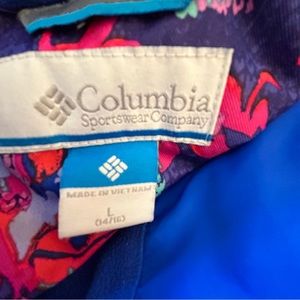 Columbia
Sportswear Company
MADE IN VIETNAM
L
(14/16)